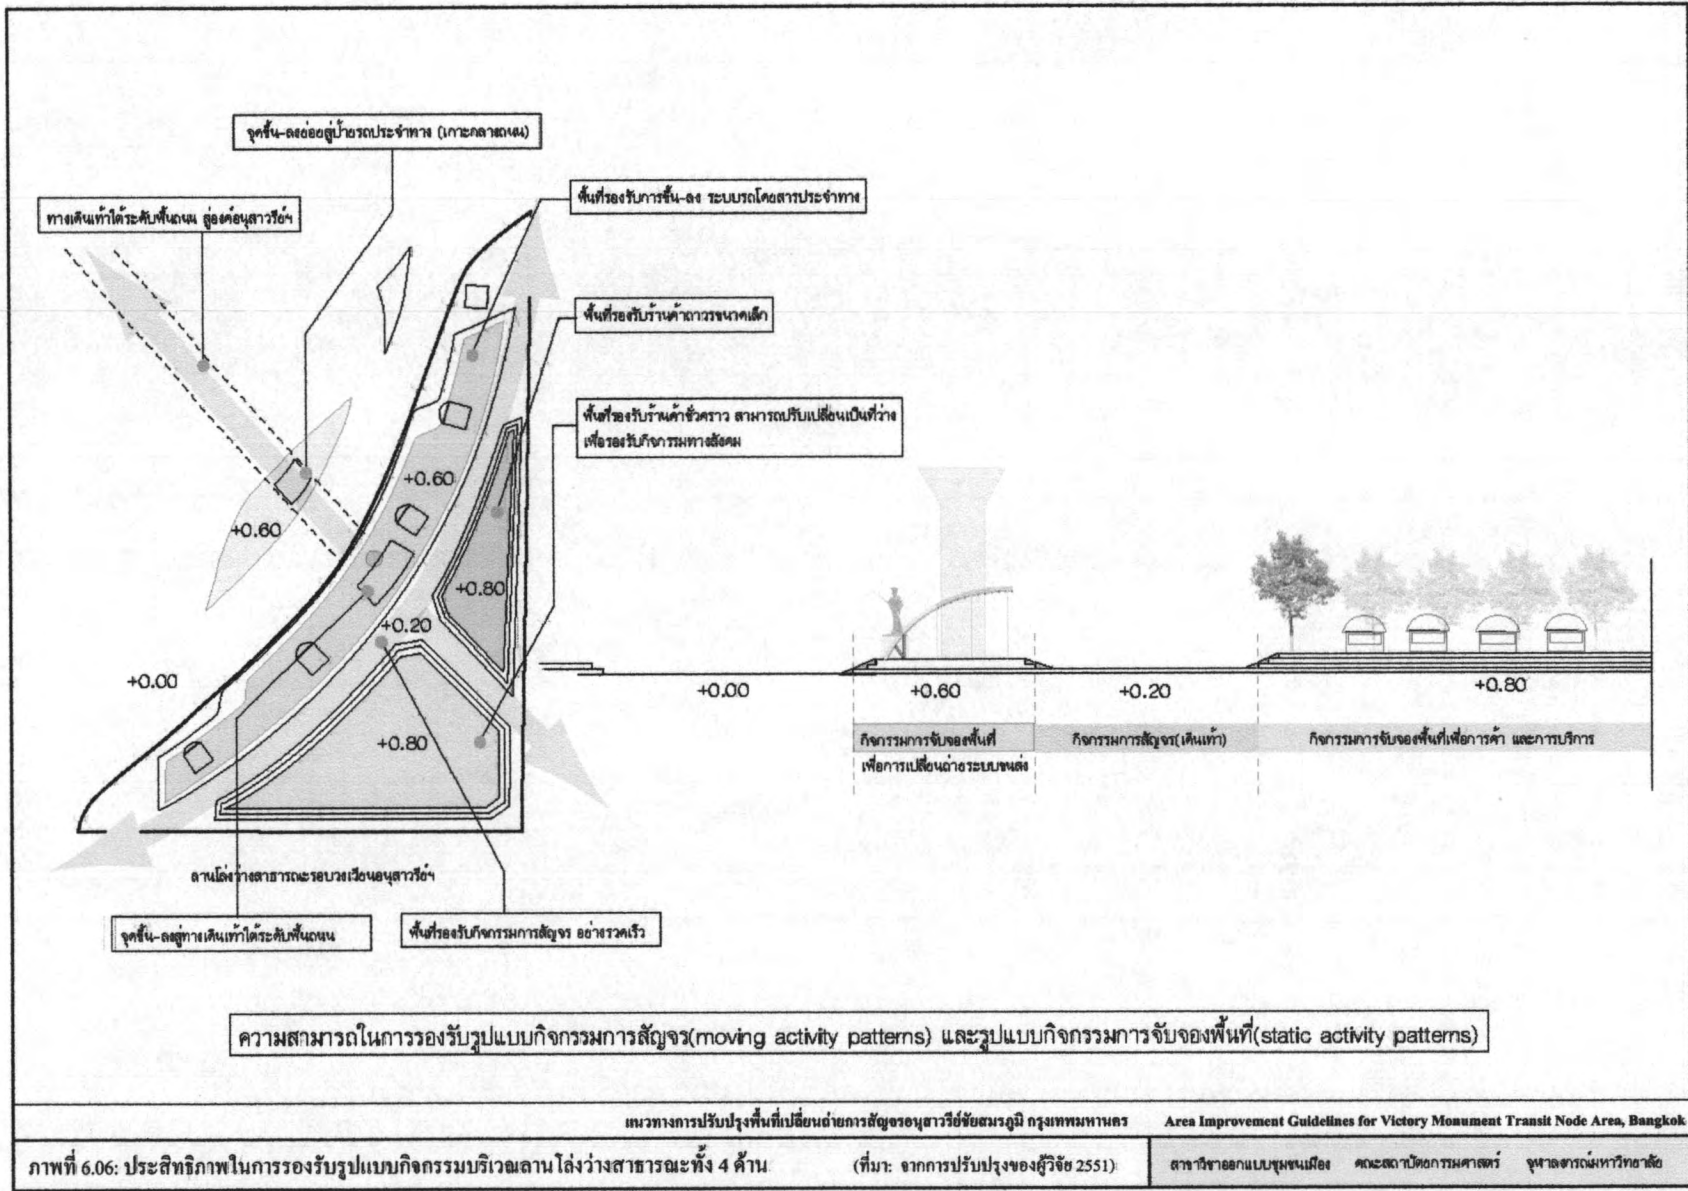 จุดขึ้น-ลงย่อยสู่ป้ายรถประจำทาง (เกาะกลางถนน)
ทางเดินเท้าใต้ระดับพื้นถนน สู่องค์อนุสาวรีย์ฯ
พื้นที่รองรับการขึ้น-ลง ระบบรถโดยสารประจำทาง
พื้นที่รองรับร้านค้าถาวรขนาดเล็ก
พื้นที่รองรับร้านค้าชั่วคราว สามารถปรับเปลี่ยนเป็นที่ว่าง
เพื่อรองรับกิจกรรมทางสังคม
+0.60
+0.60
+0.80
+0.20
+0.00
+0.80
+0.00
+0.60
+0.20
+0.80
กิจกรรมการจับจองพื้นที่
เพื่อการเปลี่ยนถ่ายระบบขนส่ง
กิจกรรมการสัญจร(เดินเท้า)
กิจกรรมการจับจองพื้นที่เพื่อการค้า และการบริการ
ลานโล่งว่างสาธารณะรอบวงเวียนอนุสาวรีย์ฯ
จุดขึ้น-ลงสู่ทางเดินเท้าใต้ระดับพื้นถนน
พื้นที่รองรับกิจกรรมการสัญจร อย่างรวดเร็ว
ความสามารถในการรองรับรูปแบบกิจกรรมการสัญจร(moving activity patterns) และรูปแบบกิจกรรมการจับจองพื้นที่(static activity patterns)
แนวทางการปรับปรุงพื้นที่เปลี่ยนถ่ายการสัญจรอนุสาวรีย์ชัยสมรภูมิ กรุงเทพมหานคร
Area Improvement Guidelines for Victory Monument Transit Node Area, Bangkok
ภาพที่ 6.06: ประสิทธิภาพในการรองรับรูปแบบกิจกรรมบริเวณลานโล่งว่างสาธารณะทั้ง 4 ด้าน
(ที่มา: จากการปรับปรุงของผู้วิจัย 2551)
สาขาวิชาออกแบบชุมชนเมือง คณะสถาปัตยกรรมศาสตร์ จุฬาลงกรณ์มหาวิทยาลัย